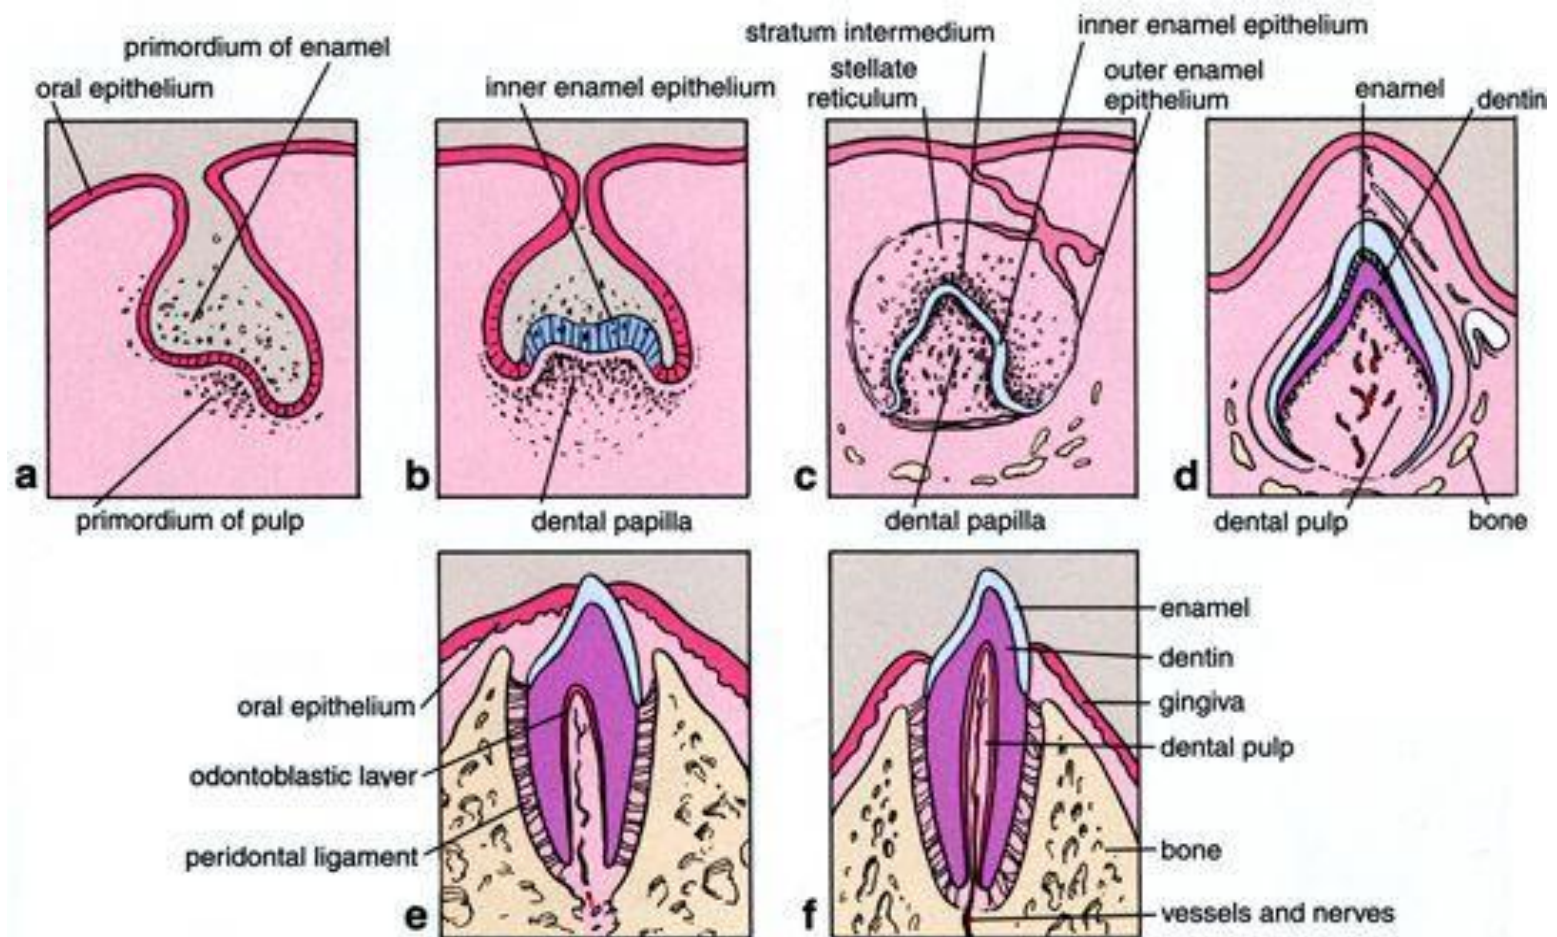 primordium of enamel
oral epithelium
a
primordium of pulp
inner enamel epithelium
b
dental papilla
stratum intermedium
stellate
reticulum
inner enamel epithelium
outer enamel
epithelium
c
dental papilla
enamel
dentin
d
dental pulp
bone
oral epithelium
odontoblastic layer
peridontal ligament
e
enamel
dentin
gingiva
dental pulp
bone
vessels and nerves
f